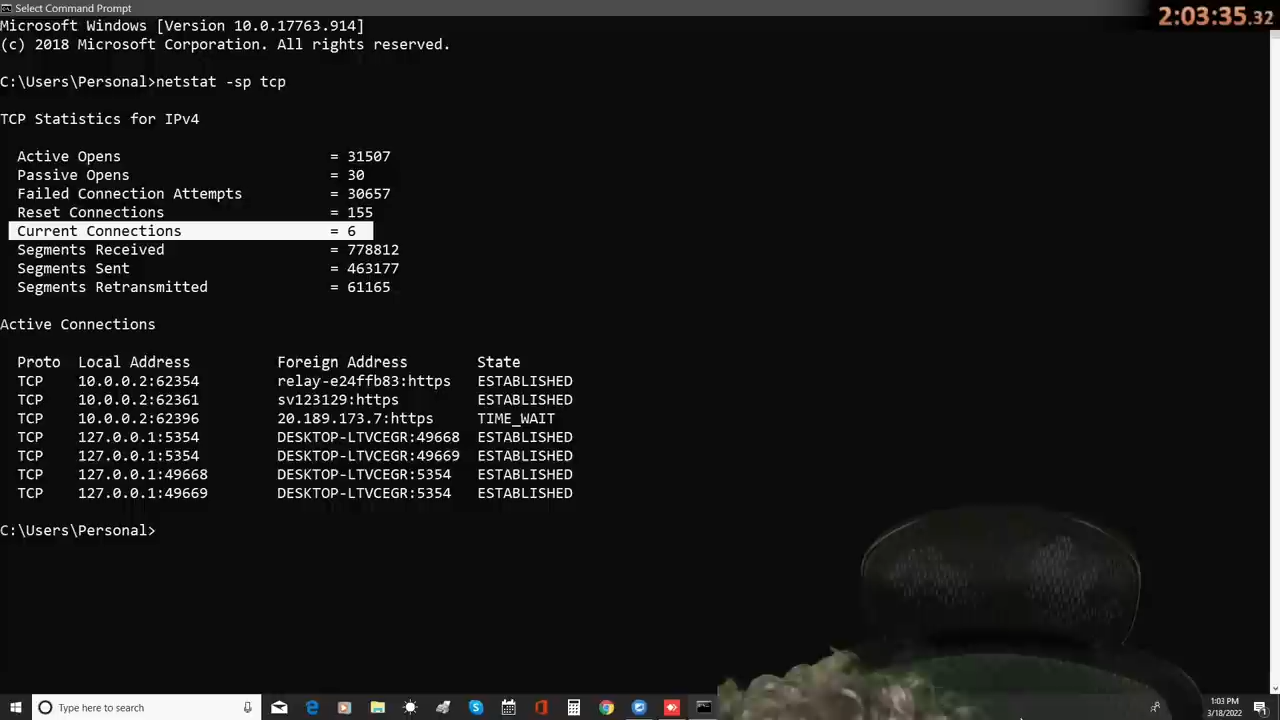 Select Command Prompt
2:03:35.32
Microsoft Windows [Version 10.0.17763.914]
(c) 2018 Microsoft Corporation. All rights reserved.
C:\Users\Personal>netstat -sp tcp
TCP Statistics for IPv4
Active Opens = 31507
Passive Opens = 30
Failed Connection Attempts = 30657
Reset Connections = 155
Current Connections = 6
Segments Received = 778812
Segments Sent = 463177
Segments Retransmitted = 61165
Active Connections
Proto Local Address Foreign Address State
TCP 10.0.0.2:62354 relay-e24ffb83:https ESTABLISHED
TCP 10.0.0.2:62361 sv123129:https ESTABLISHED
TCP 10.0.0.2:62396 20.189.173.7:https TIME_WAIT
TCP 127.0.0.1:5354 DESKTOP-LTVCEGR:49668 ESTABLISHED
TCP 127.0.0.1:5354 DESKTOP-LTVCEGR:49669 ESTABLISHED
TCP 127.0.0.1:49668 DESKTOP-LTVCEGR:5354 ESTABLISHED
TCP 127.0.0.1:49669 DESKTOP-LTVCEGR:5354 ESTABLISHED
C:\Users\Personal>
Type here to search
1:03 PM
3/18/2022